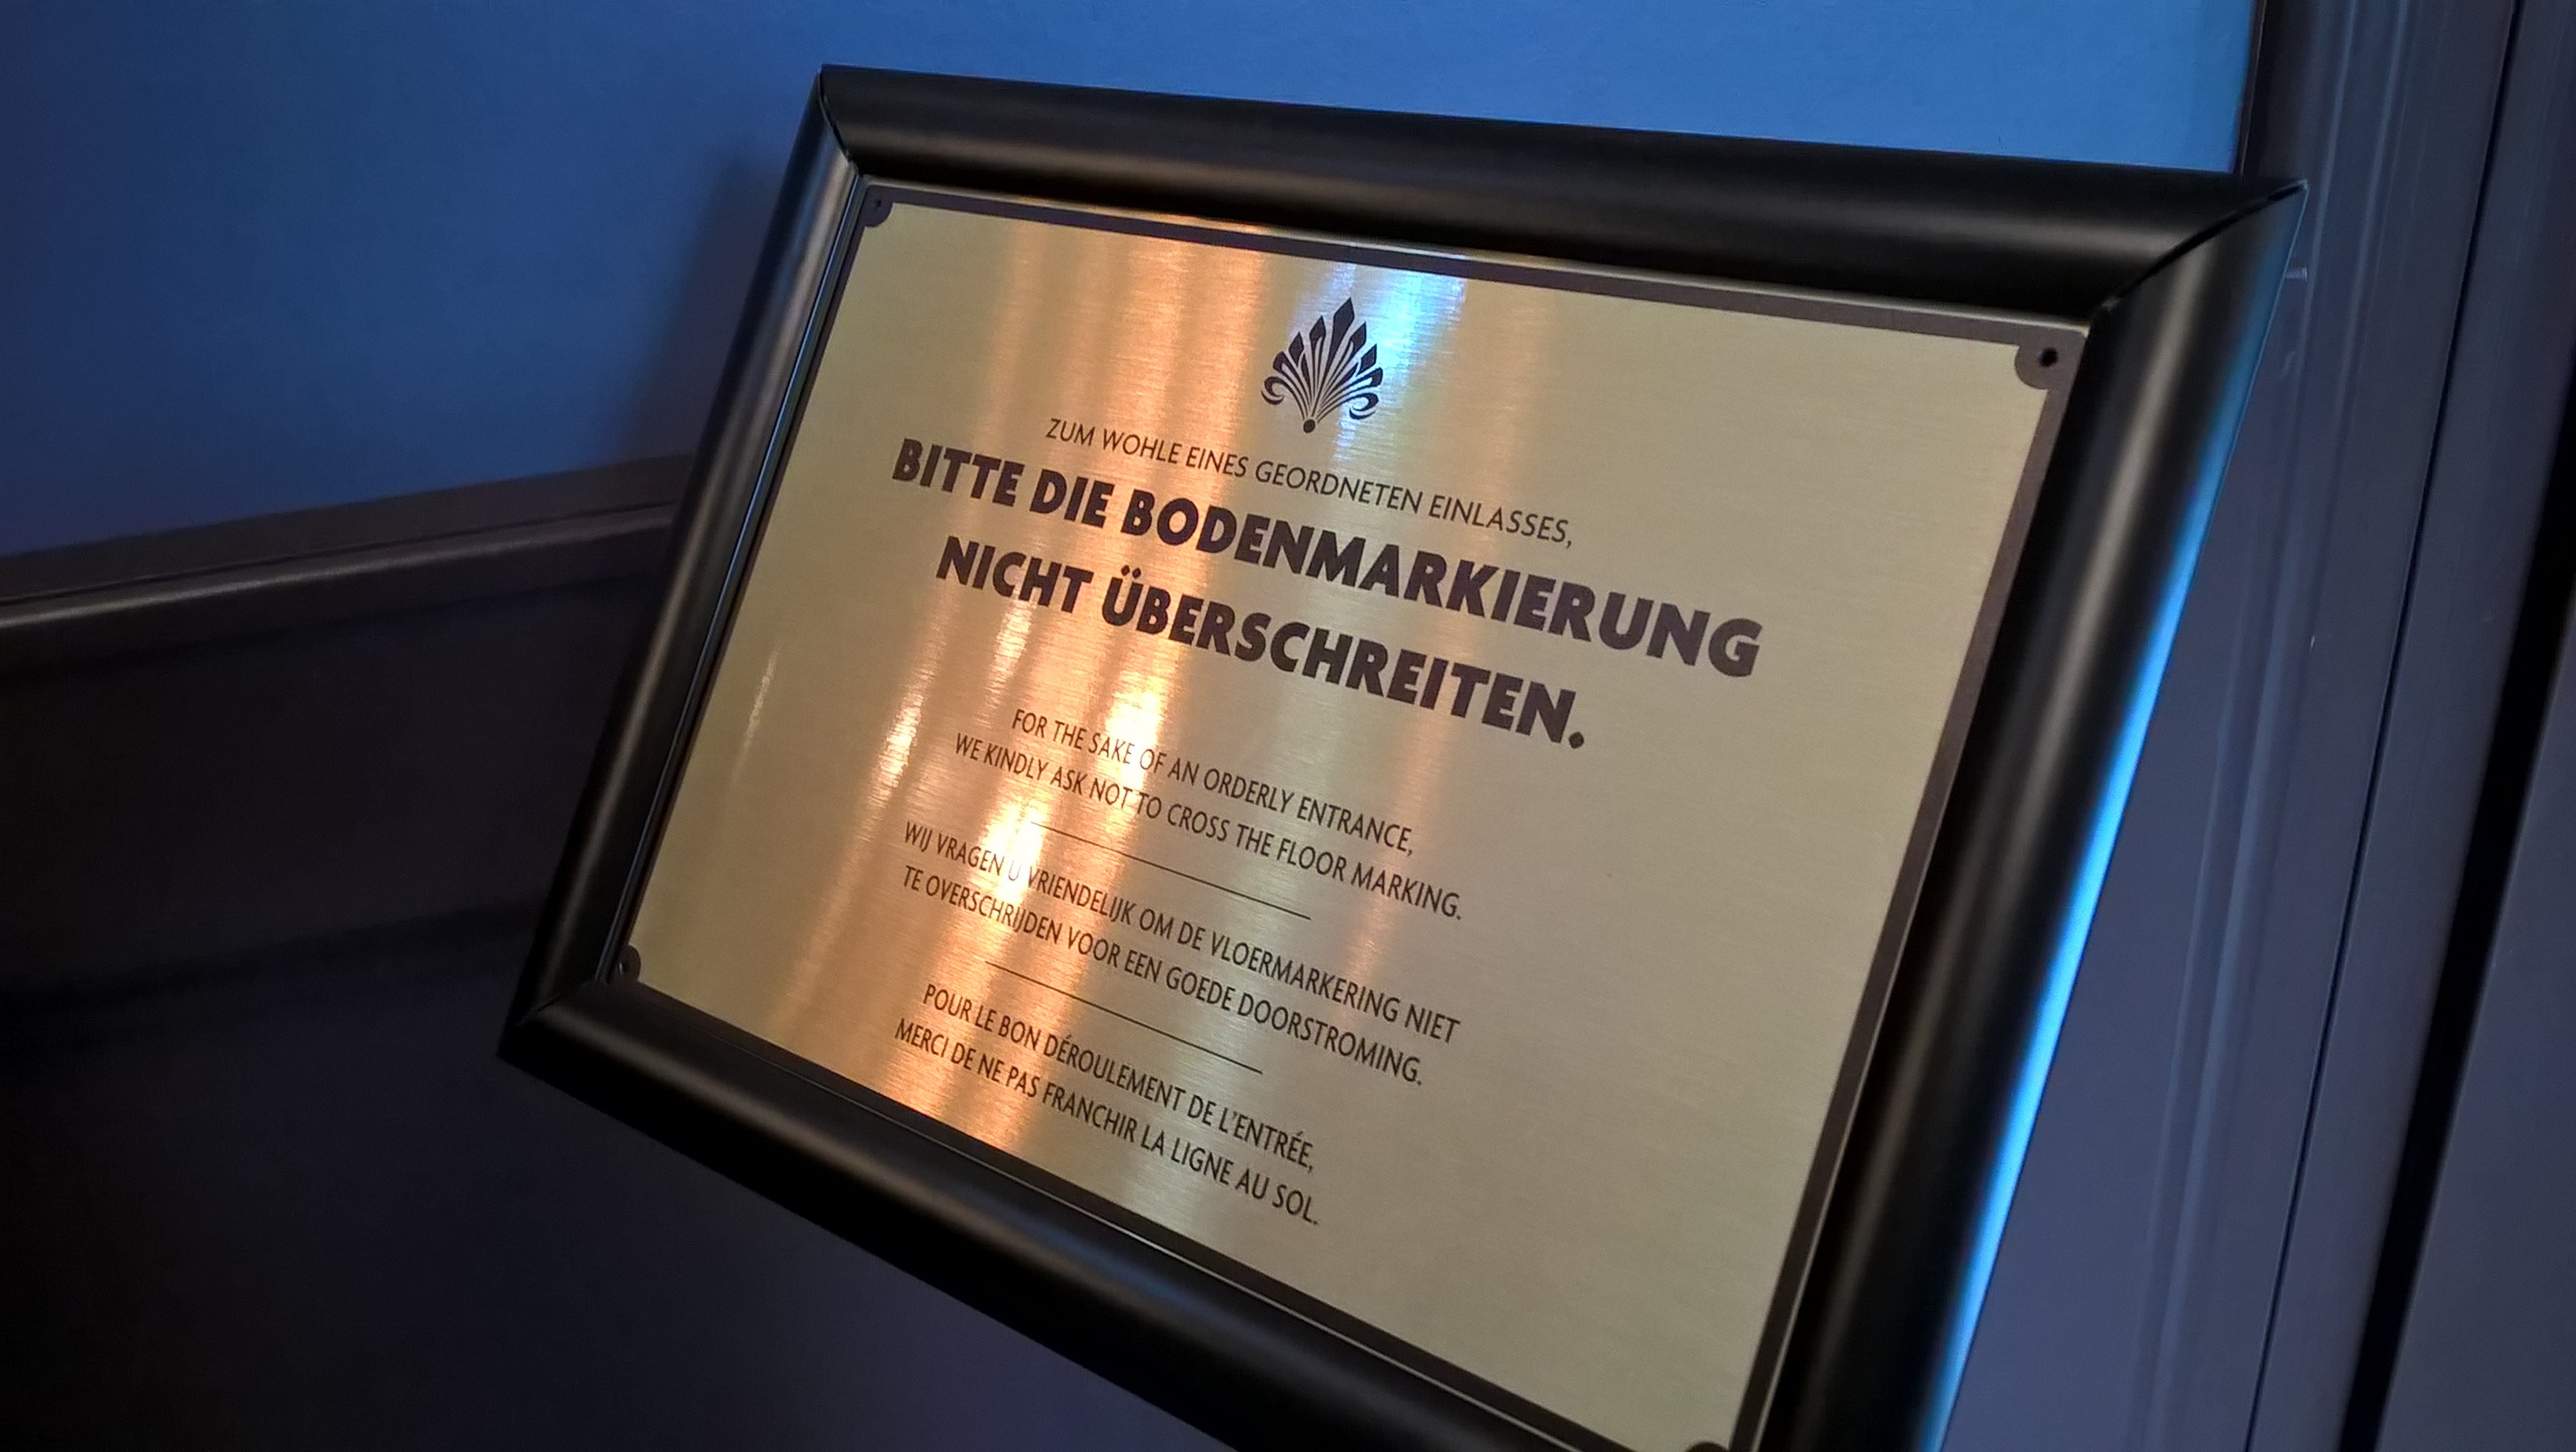 ZUM WOHLE EINES GEORDNETEN EINLASSES,
BITTE DIE BODENMARKIERUNG
NICHT ÜBERSCHREITEN.
FOR THE SAKE OF AN ORDERLY ENTRANCE,
WE KINDLY ASK NOT TO CROSS THE FLOOR MARKING.
WIJ VRAGEN U VRIENDELIJK OM DE VLOERMARKERING NIET
TE OVERSCHRIJDEN VOOR EEN GOEDE DOORSTROMING.
POUR LE BON DÉROULEMENT DE L'ENTRÉE,
MERCI DE NE PAS FRANCHIR LA LIGNE AU SOL.